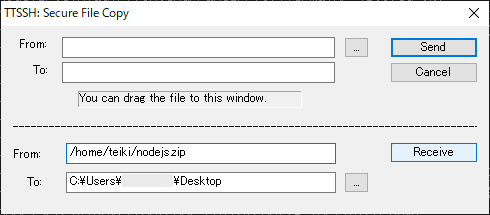 TTSSH: Secure File Copy
From:
...
Send
To:
Cancel
You can drag the file to this window.
From:
/home/teiki/nodejs.zip
Receive
To:
C:¥Users¥ ¥Desktop
...